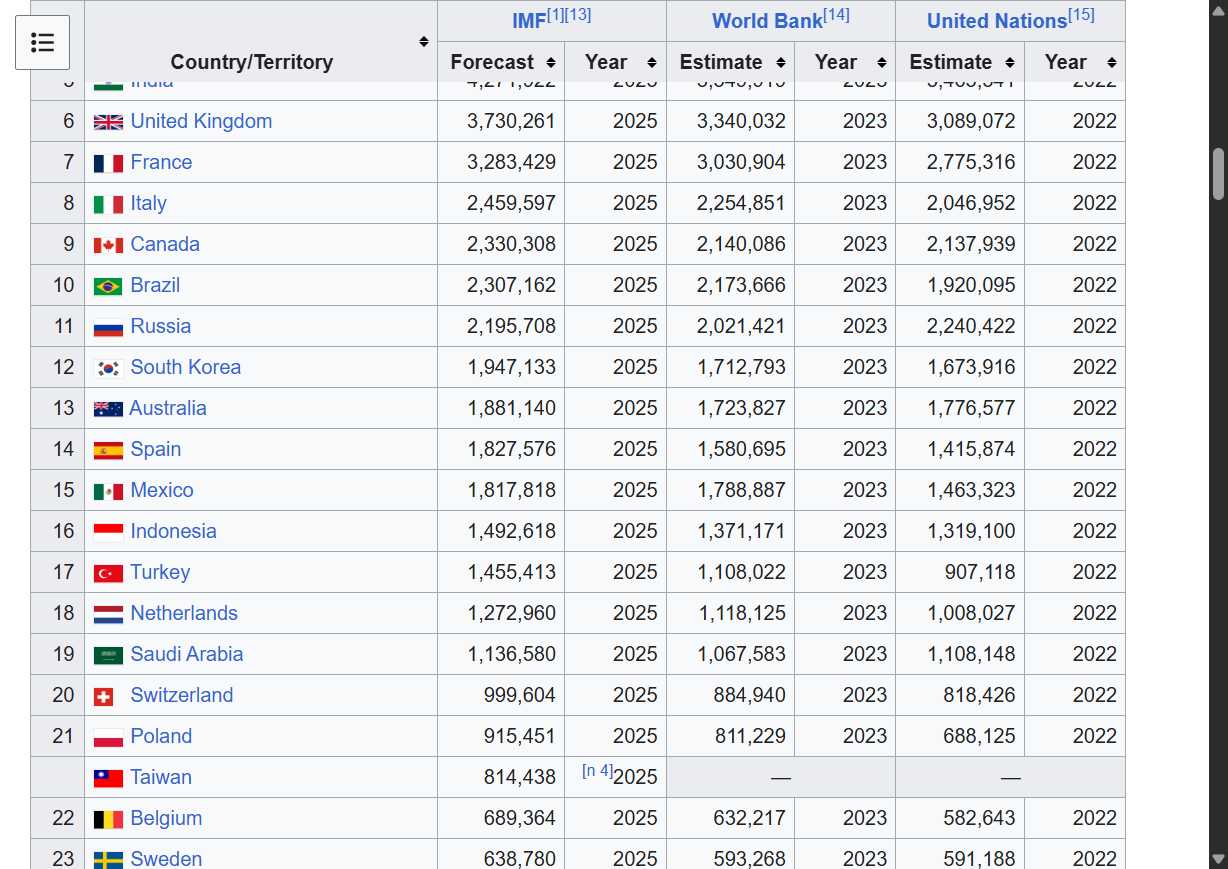 IMF[1][13] World Bank[14] United Nations[15]
Country/Territory Forecast Year Estimate Year Estimate Year
India 2025 2023 2022
6 United Kingdom 3,730,261 2025 3,340,032 2023 3,089,072 2022
7 France 3,283,429 2025 3,030,904 2023 2,775,316 2022
8 Italy 2,459,597 2025 2,254,851 2023 2,046,952 2022
9 Canada 2,330,308 2025 2,140,086 2023 2,137,939 2022
10 Brazil 2,307,162 2025 2,173,666 2023 1,920,095 2022
11 Russia 2,195,708 2025 2,021,421 2023 2,240,422 2022
12 South Korea 1,947,133 2025 1,712,793 2023 1,673,916 2022
13 Australia 1,881,140 2025 1,723,827 2023 1,776,577 2022
14 Spain 1,827,576 2025 1,580,695 2023 1,415,874 2022
15 Mexico 1,817,818 2025 1,788,887 2023 1,463,323 2022
16 Indonesia 1,492,618 2025 1,371,171 2023 1,319,100 2022
17 Turkey 1,455,413 2025 1,108,022 2023 907,118 2022
18 Netherlands 1,272,960 2025 1,118,125 2023 1,008,027 2022
19 Saudi Arabia 1,136,580 2025 1,067,583 2023 1,108,148 2022
20 Switzerland 999,604 2025 884,940 2023 818,426 2022
21 Poland 915,451 2025 811,229 2023 688,125 2022
Taiwan 814,438 [n 4]2025 — —
22 Belgium 689,364 2025 632,217 2023 582,643 2022
23 Sweden 638,780 2025 593,268 2023 591,188 2022